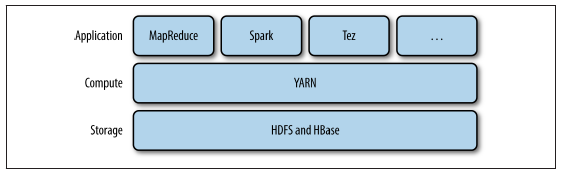 Application MapReduce Spark Tez ...
Compute YARN
Storage HDFS and HBase